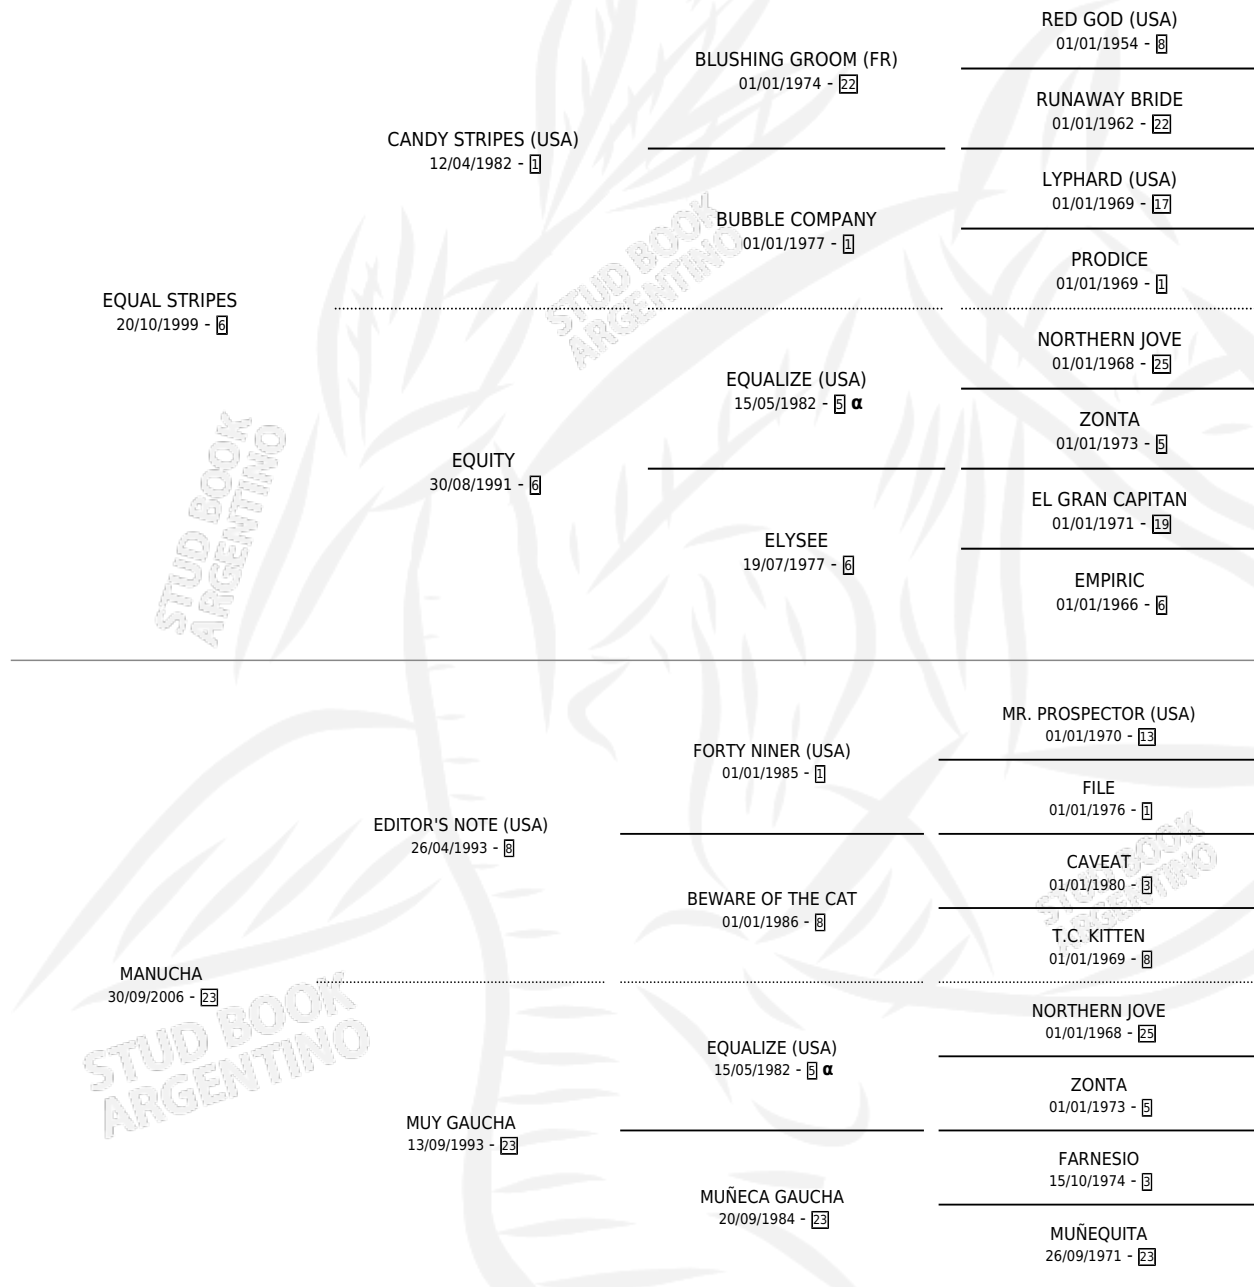 RED GOD (USA)
01/01/1954 - 8
BLUSHING GROOM (FR)
01/01/1974 - 22
RUNAWAY BRIDE
01/01/1962 - 22
CANDY STRIPES (USA)
12/04/1982 - 1
LYPHARD (USA)
01/01/1969 - 17
BUBBLE COMPANY
01/01/1977 - 1
PRODICE
01/01/1969 - 1
STUD BOOK
ARGENTINO
EQUAL STRIPES
20/10/1999 - 6
NORTHERN JOVE
01/01/1968 - 25
EQUALIZE (USA)
15/05/1982 - 5 α
ZONTA
01/01/1973 - 5
EQUITY
30/08/1991 - 6
EL GRAN CAPITAN
01/01/1971 - 19
ELYSEE
19/07/1977 - 6
EMPIRIC
01/01/1966 - 6
STUD BOOK
ARGENTINO
MR. PROSPECTOR (USA)
01/01/1970 - 13
FORTY NINER (USA)
01/01/1985 - 1
FILE
01/01/1976 - 1
EDITOR'S NOTE (USA)
26/04/1993 - 8
CAVEAT
01/01/1980 - 3
BEWARE OF THE CAT
01/01/1986 - 8
T.C. KITTEN
01/01/1969 - 8
STUD BOOK
ARGENTINO
MANUCHA
30/09/2006 - 23
STUD BOOK
ARGENTINO
NORTHERN JOVE
01/01/1968 - 25
EQUALIZE (USA)
15/05/1982 - 5 α
ZONTA
01/01/1973 - 5
MUY GAUCHA
13/09/1993 - 23
FARNESIO
15/10/1974 - 3
MUÑECA GAUCHA
20/09/1984 - 23
MUÑEQUITA
26/09/1971 - 23